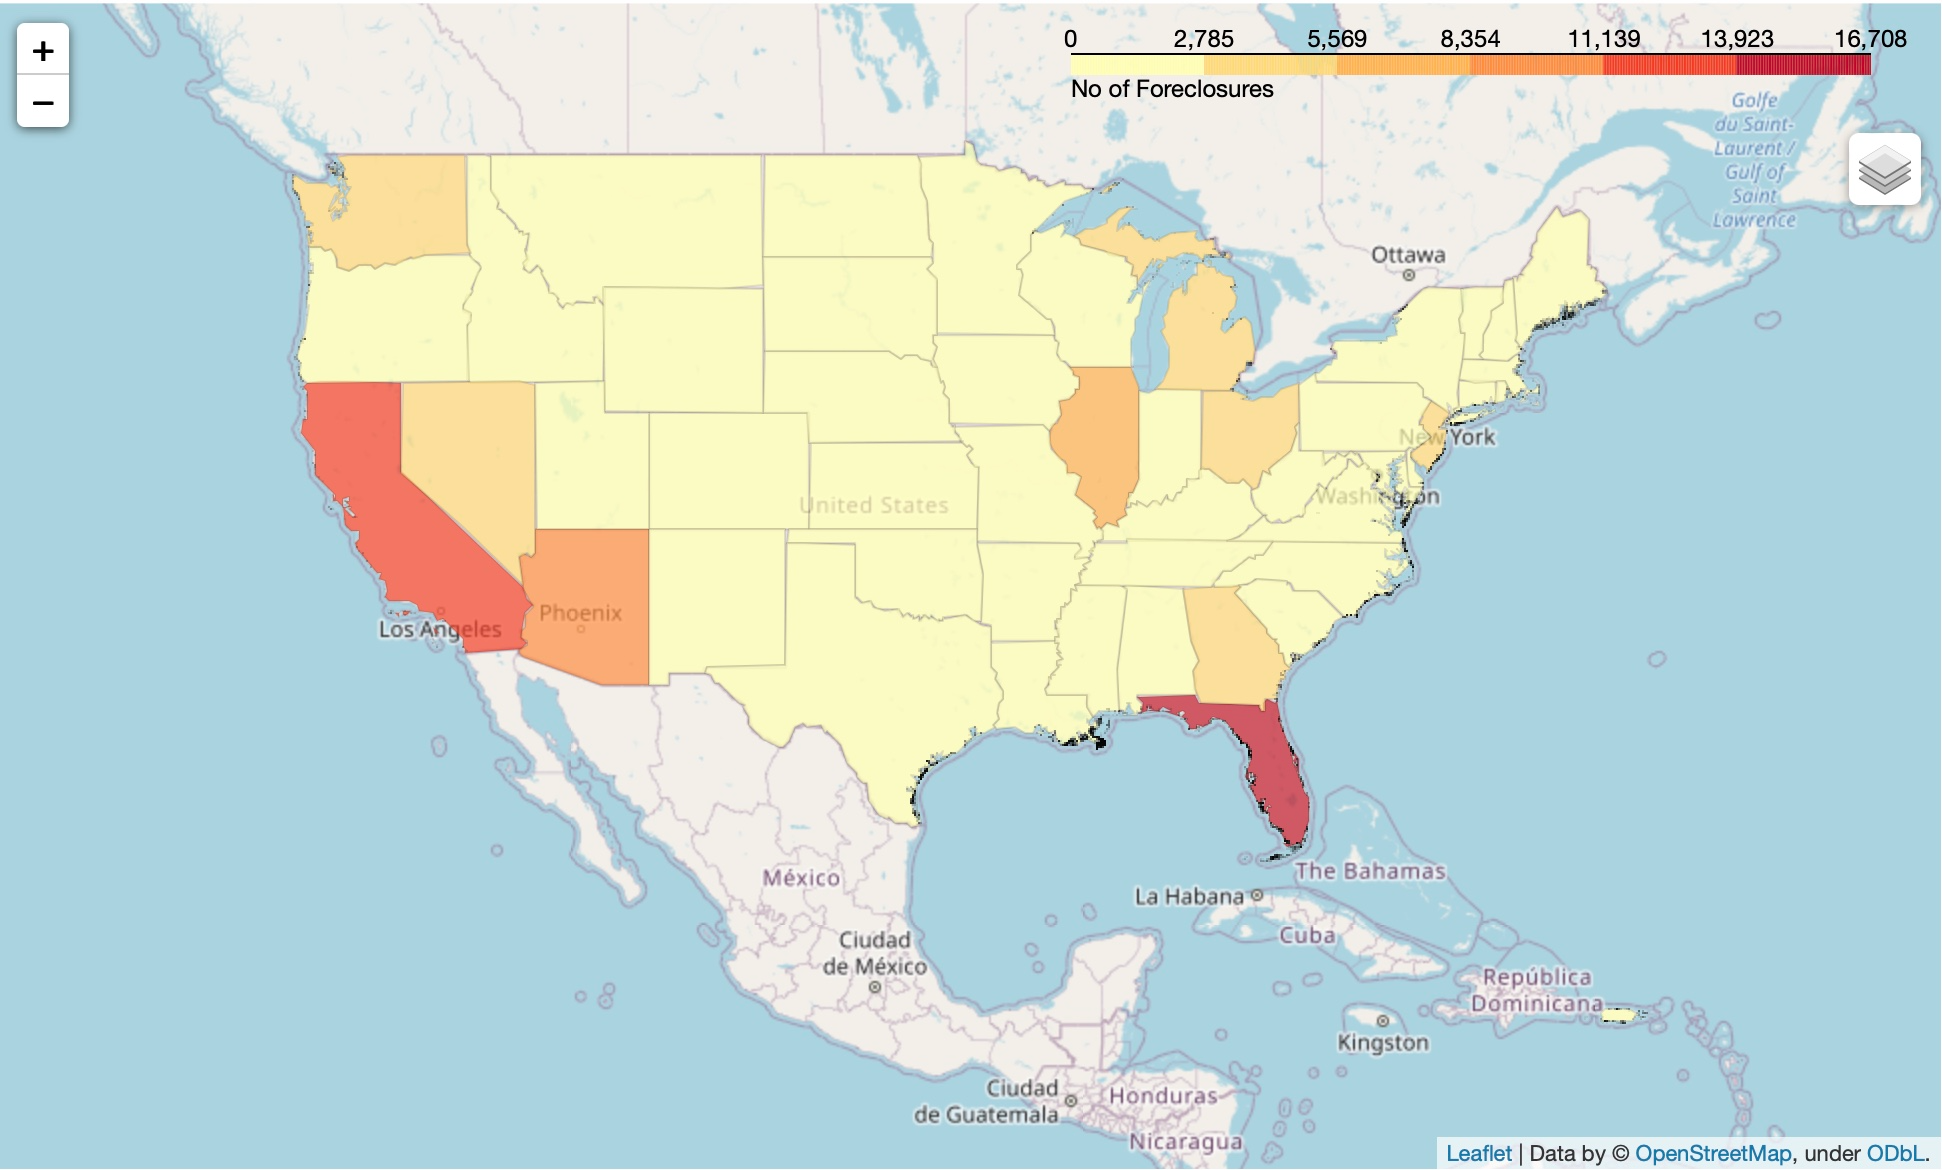 +
−
0 2,785 5,569 8,354 11,139 13,923 16,708
No of Foreclosures
Golfe
du Saint-
Laurent /
Gulf of
Saint
Lawrence
Ottawa
New York
Washington
United States
Phoenix
Los Angeles
México
Ciudad
de México
La Habana
The Bahamas
Cuba
República
Dominicana
Kingston
Ciudad
de Guatemala
Honduras
Nicaragua
Leaflet | Data by © OpenStreetMap, under ODbL.